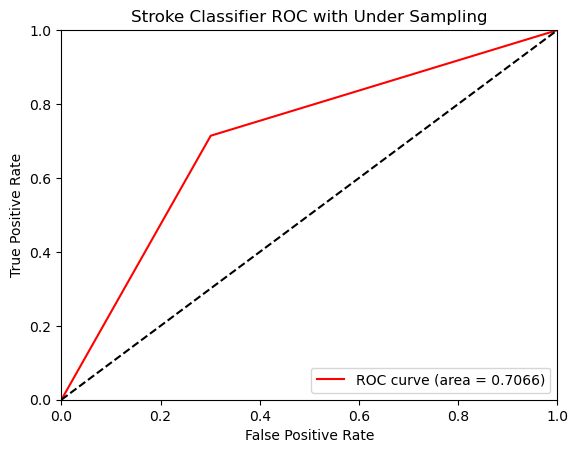 Stroke Classifier ROC with Under Sampling
1.0
0.8
0.6
0.4
0.2
0.0
True Positive Rate
ROC curve (area = 0.7066)
0.0 0.2 0.4 0.6 0.8 1.0
False Positive Rate